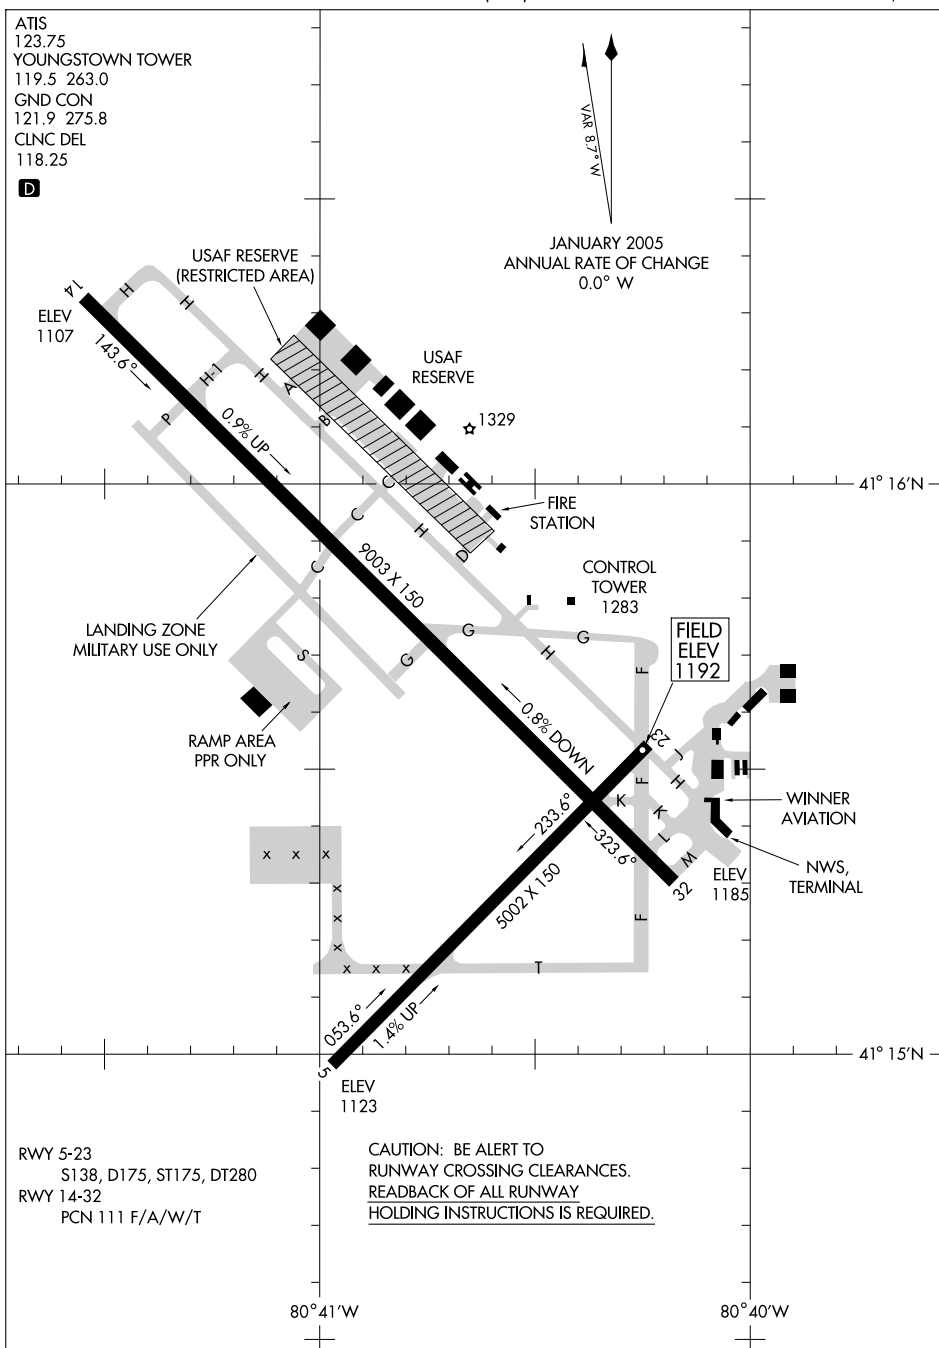 ATIS
123.75
YOUNGSTOWN TOWER
119.5 263.0
GND CON
121.9 275.8
CLNC DEL
118.25
D
VAR 8.7° W
JANUARY 2005
ANNUAL RATE OF CHANGE
0.0° W
USAF RESERVE
(RESTRICTED AREA)
14
ELEV
1107
143.6°
H
H
H-1
H
P
0.9% UP
A
B
USAF
RESERVE
1329
41° 16'N
C
C
C
H
D
FIRE
STATION
9003 X 150
CONTROL
TOWER
1283
LANDING ZONE
MILITARY USE ONLY
S
G
G
G
H
F
FIELD
ELEV
1192
RAMP AREA
PPR ONLY
0.8% DOWN
23
J
H
F
K
K
L
M
WINNER
AVIATION
NWS,
TERMINAL
233.6°
323.6°
32
ELEV
1185
5002 X 150
X X X
X
X
X
X X X
T
F
053.6°
1.4% UP
5
ELEV
1123
41° 15'N
RWY 5-23
S138, D175, ST175, DT280
RWY 14-32
PCN 111 F/A/W/T
CAUTION: BE ALERT TO
RUNWAY CROSSING CLEARANCES.
READBACK OF ALL RUNWAY
HOLDING INSTRUCTIONS IS REQUIRED.
80°41'W
80°40'W